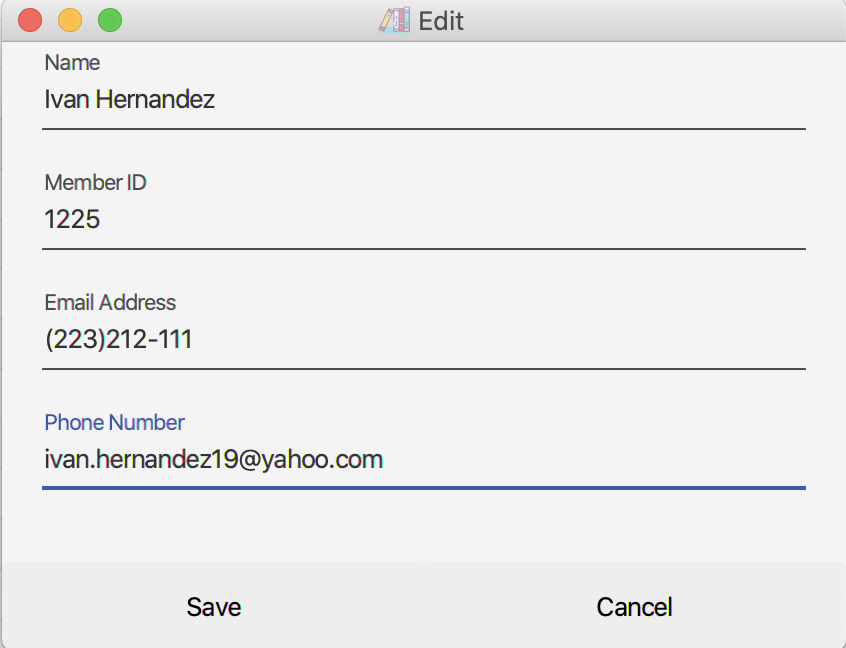 Edit
Name
Ivan Hernandez
Member ID
1225
Email Address
(223)212-111
Phone Number
ivan.hernandez19@yahoo.com
Save Cancel